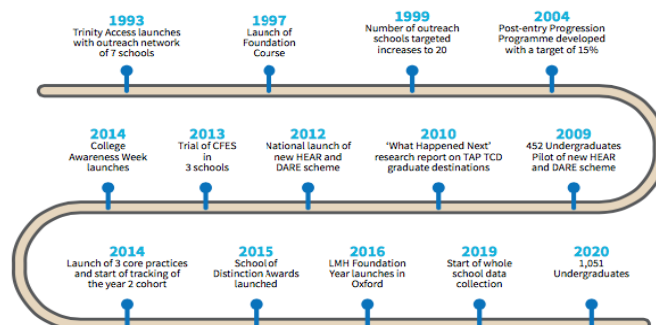 1993
Trinity Access launches
with outreach network
of 7 schools
1997
Launch of
Foundation
Course
1999
Number of outreach
schools targeted
increases to 20
2004
Post-entry Progression
Programme developed
with a target of 15%
2014
College
Awareness Week
launches
2013
Trial of CFES
in
3 schools
2012
National launch of
new HEAR and
DARE scheme
2010
‘What Happened Next’
research report on TAP TCD
graduate destinations
2009
452 Undergraduates
Pilot of new HEAR
and DARE scheme
2014
Launch of 3 core practices
and start of tracking of
the year 2 cohort
2015
School of
Distinction Awards
launched
2016
LMH Foundation
Year launches in
Oxford
2019
Start of whole
school data
collection
2020
1,051
Undergraduates